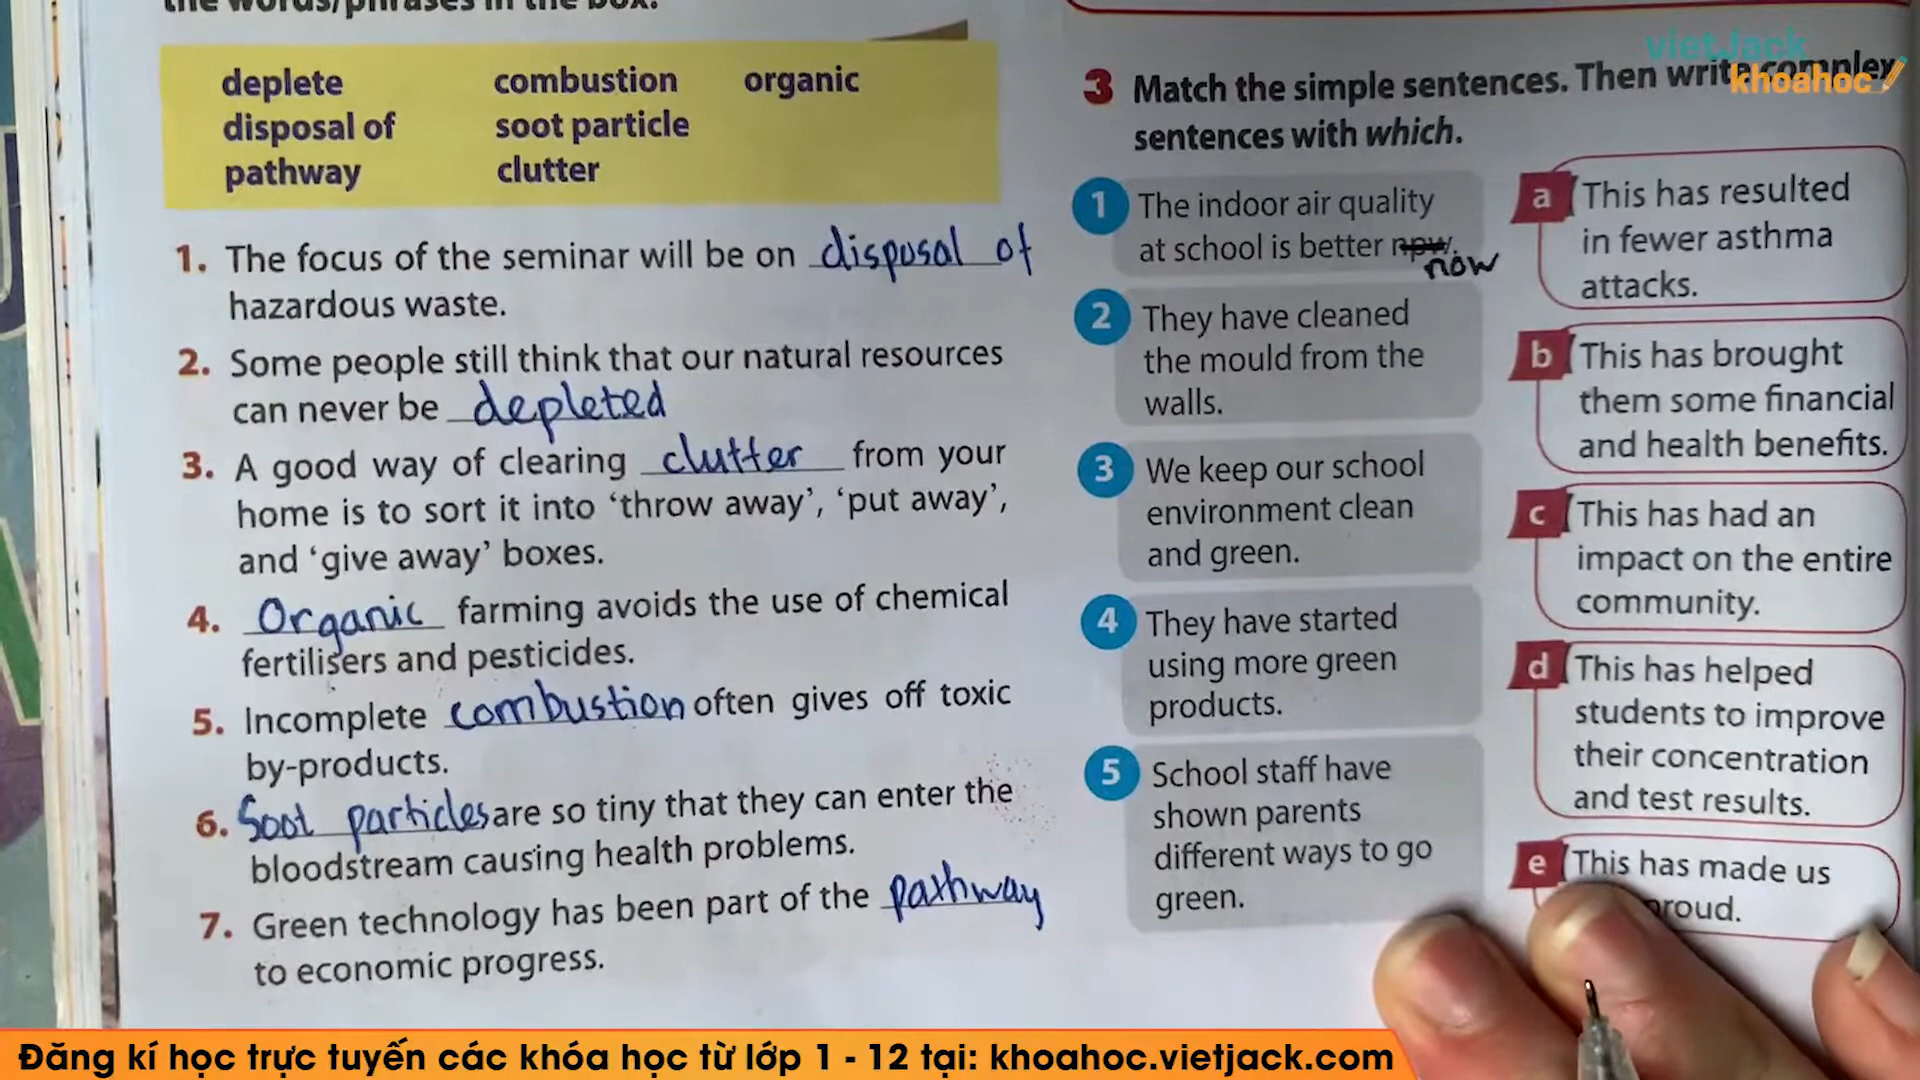 the words/phrases in the box.
deplete combustion organic
disposal of soot particle
pathway clutter
1. The focus of the seminar will be on disposal of
hazardous waste.
2. Some people still think that our natural resources
can never be depleted
3. A good way of clearing clutter from your
home is to sort it into ‘throw away’, ‘put away’,
and ‘give away’ boxes.
4. Organic farming avoids the use of chemical
fertilisers and pesticides.
5. Incomplete combustion often gives off toxic
by-products.
6. Soot particles are so tiny that they can enter the
bloodstream causing health problems.
7. Green technology has been part of the pathway
to economic progress.
vietJack
khoahoc
3 Match the simple sentences. Then write complex
sentences with which.
1 The indoor air quality
at school is better now.
now
2 They have cleaned
the mould from the
walls.
3 We keep our school
environment clean
and green.
4 They have started
using more green
products.
5 School staff have
shown parents
different ways to go
green.
a This has resulted
in fewer asthma
attacks.
b This has brought
them some financial
and health benefits.
c This has had an
impact on the entire
community.
d This has helped
students to improve
their concentration
and test results.
e This has made us
proud.
Đăng kí học trực tuyến các khóa học từ lớp 1 - 12 tại: khoahoc.vietjack.com